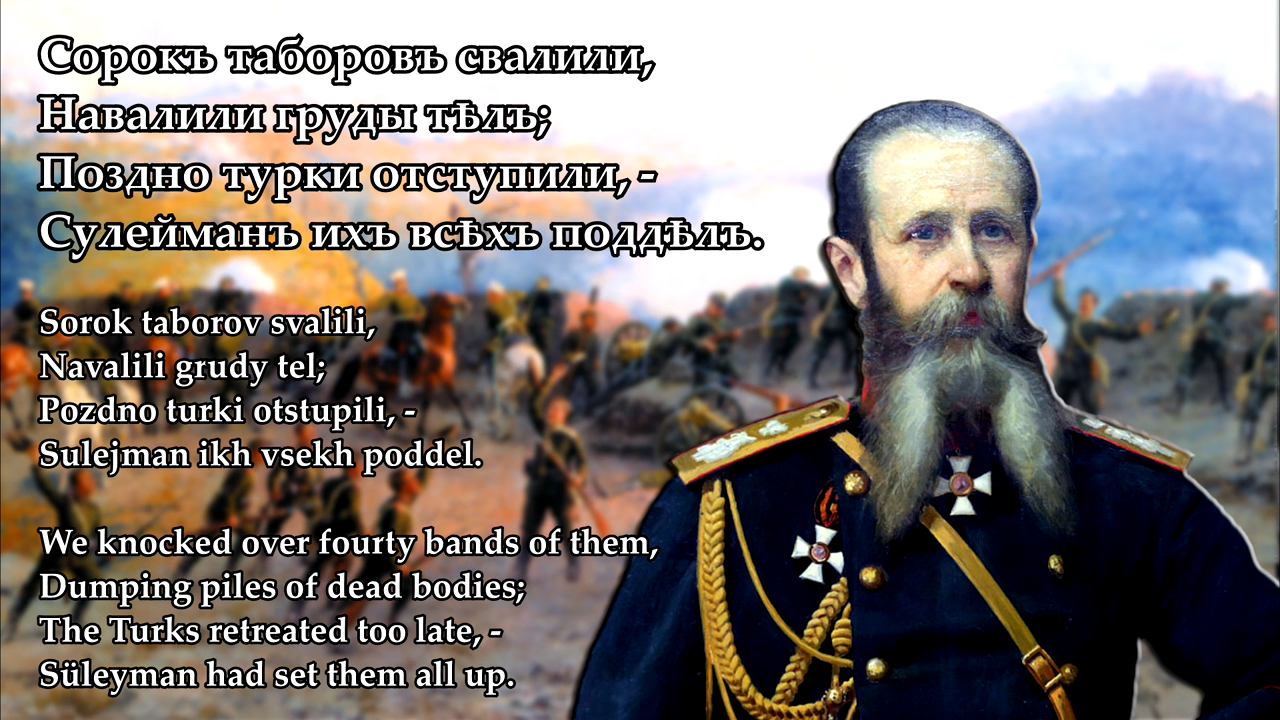 Сорокъ таборовъ свалили,
Навалили груды тѣлъ;
Поздно турки отступили, -
Сулейманъ ихъ всѣхъ поддѣлъ.
Sorok taborov svalili,
Navalili grudy tel;
Pozdno turki otstupili, -
Sulejman ikh vsekh poddel.
We knocked over fourty bands of them,
Dumping piles of dead bodies;
The Turks retreated too late, -
Süleyman had set them all up.